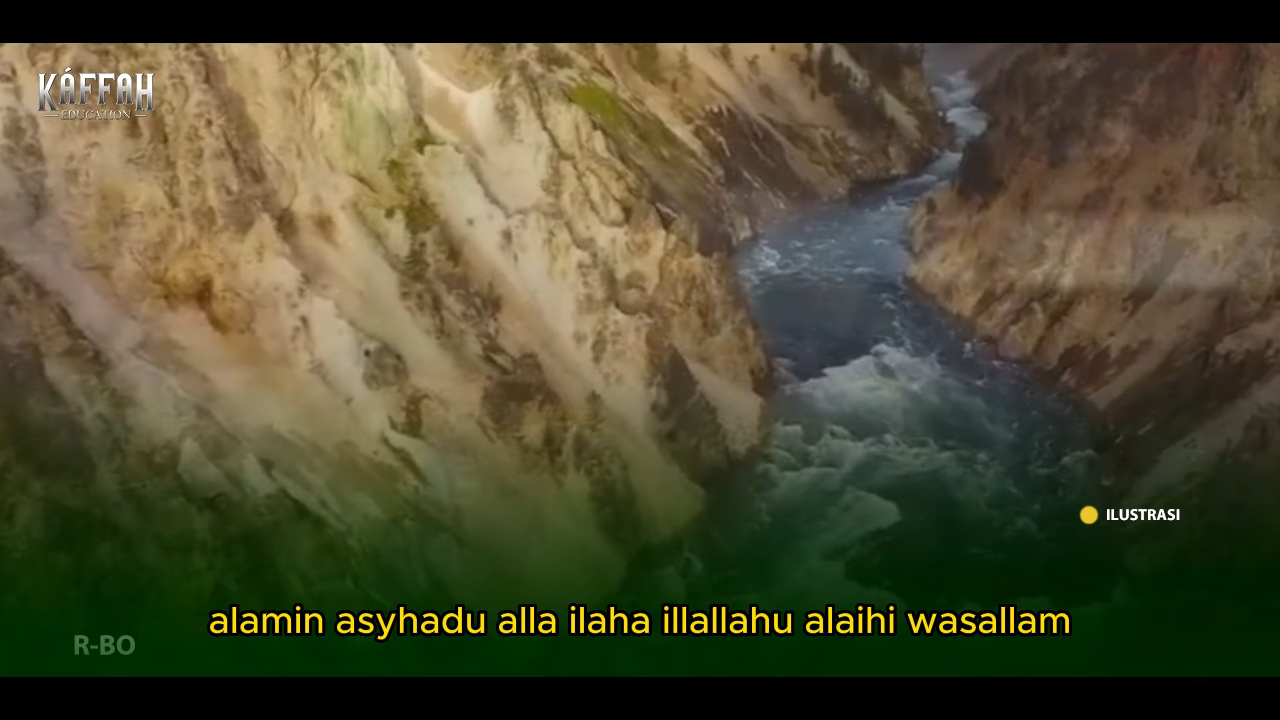 KÁFFAH
EDUCATION
ILUSTRASI
alamin asyhadu alla ilaha illallahu alaihi wasallam
R-BO